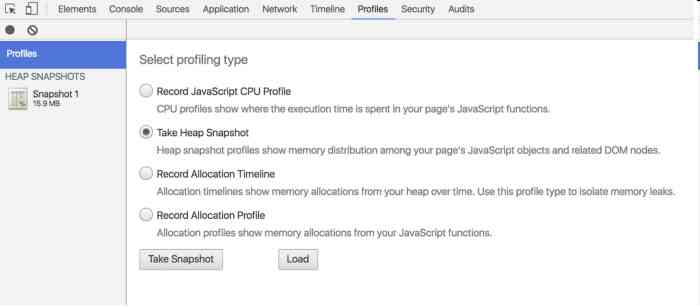 Elements Console Sources Application Network Timeline Profiles Security Audits
Profiles
HEAP SNAPSHOTS
Snapshot 1
15.9 MB
Select profiling type
Record JavaScript CPU Profile
CPU profiles show where the execution time is spent in your page's JavaScript functions.
Take Heap Snapshot
Heap snapshot profiles show memory distribution among your page's JavaScript objects and related DOM nodes.
Record Allocation Timeline
Allocation timelines show memory allocations from your heap over time. Use this profile type to isolate memory leaks.
Record Allocation Profile
Allocation profiles show memory allocations from your JavaScript functions.
Take Snapshot Load